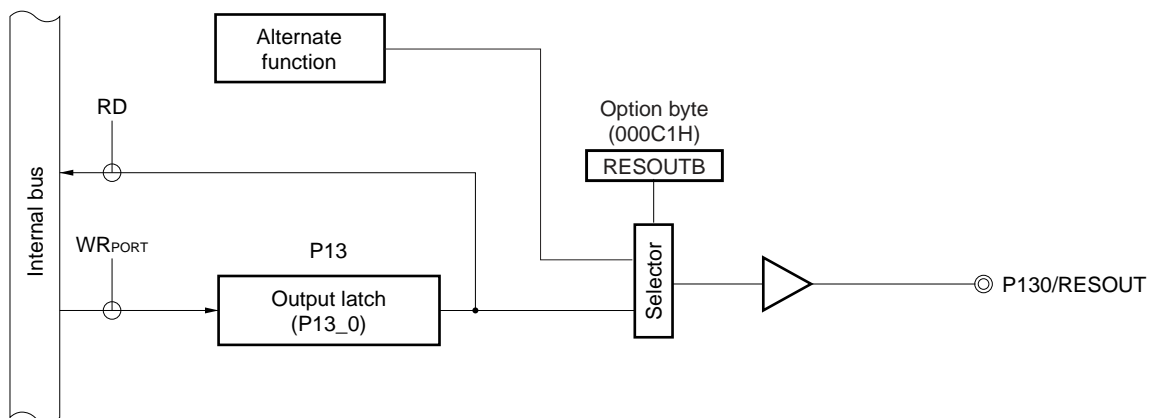 Alternate
function
RD
Option byte
(000C1H)
RESOUTB
Internal bus
WRPORT
P13
Output latch
(P13_0)
Selector
P130/RESOUT